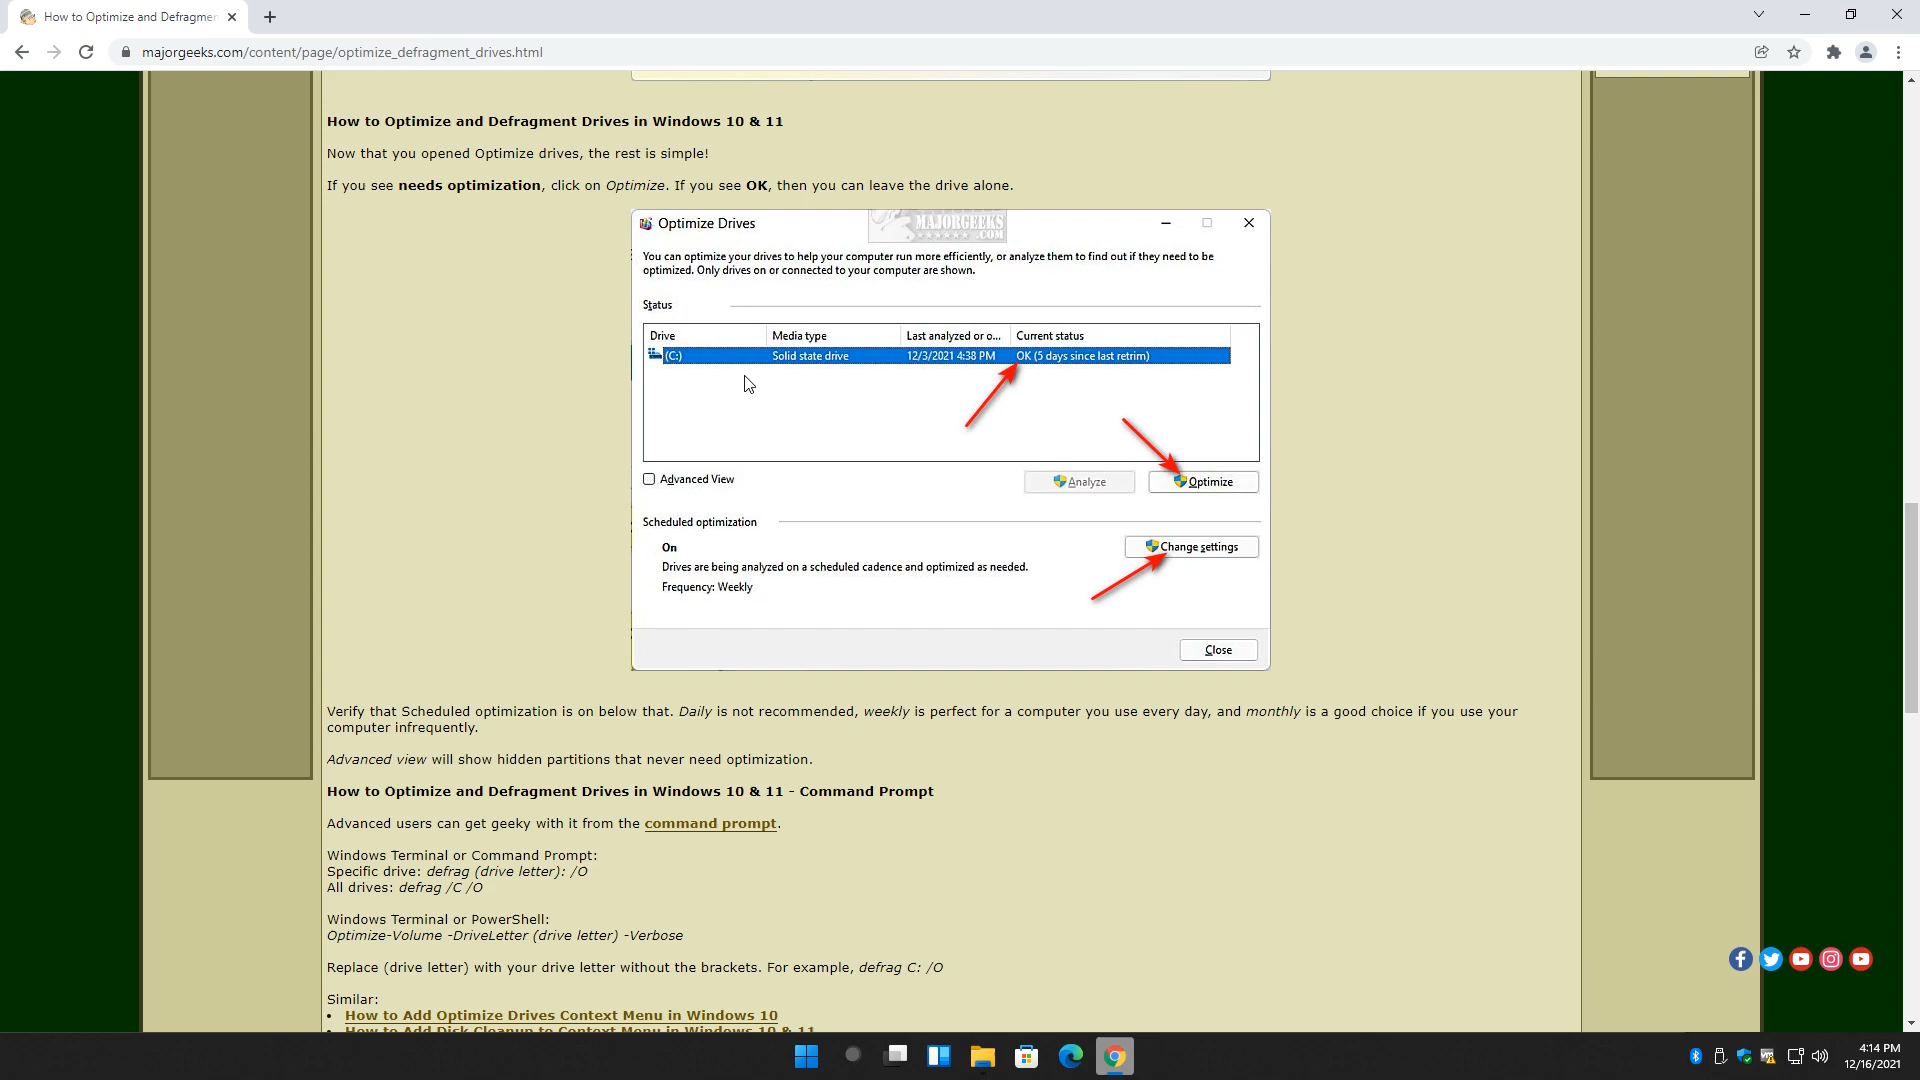 How to Optimize and Defragmen
majorgeeks.com/content/page/optimize_defragment_drives.html
How to Optimize and Defragment Drives in Windows 10 & 11
Now that you opened Optimize drives, the rest is simple!
If you see needs optimization, click on Optimize. If you see OK, then you can leave the drive alone.
Optimize Drives
MAJORGEEKS
.COM
You can optimize your drives to help your computer run more efficiently, or analyze them to find out if they need to be
optimized. Only drives on or connected to your computer are shown.
Status
Drive Media type Last analyzed or o... Current status
(C:) Solid state drive 12/3/2021 4:38 PM OK (5 days since last retrim)
Advanced View Analyze Optimize
Scheduled optimization
On Change settings
Drives are being analyzed on a scheduled cadence and optimized as needed.
Frequency: Weekly
Close
Verify that Scheduled optimization is on below that. Daily is not recommended, weekly is perfect for a computer you use every day, and monthly is a good choice if you use your
computer infrequently.
Advanced view will show hidden partitions that never need optimization.
How to Optimize and Defragment Drives in Windows 10 & 11 - Command Prompt
Advanced users can get geeky with it from the command prompt.
Windows Terminal or Command Prompt:
Specific drive: defrag (drive letter): /O
All drives: defrag /C /O
Windows Terminal or PowerShell:
Optimize-Volume -DriveLetter (drive letter) -Verbose
Replace (drive letter) with your drive letter without the brackets. For example, defrag C: /O
Similar:
• How to Add Optimize Drives Context Menu in Windows 10
• How to Add Disk Cleanup to Context Menu in Windows 10 & 11
4:14 PM
12/16/2021